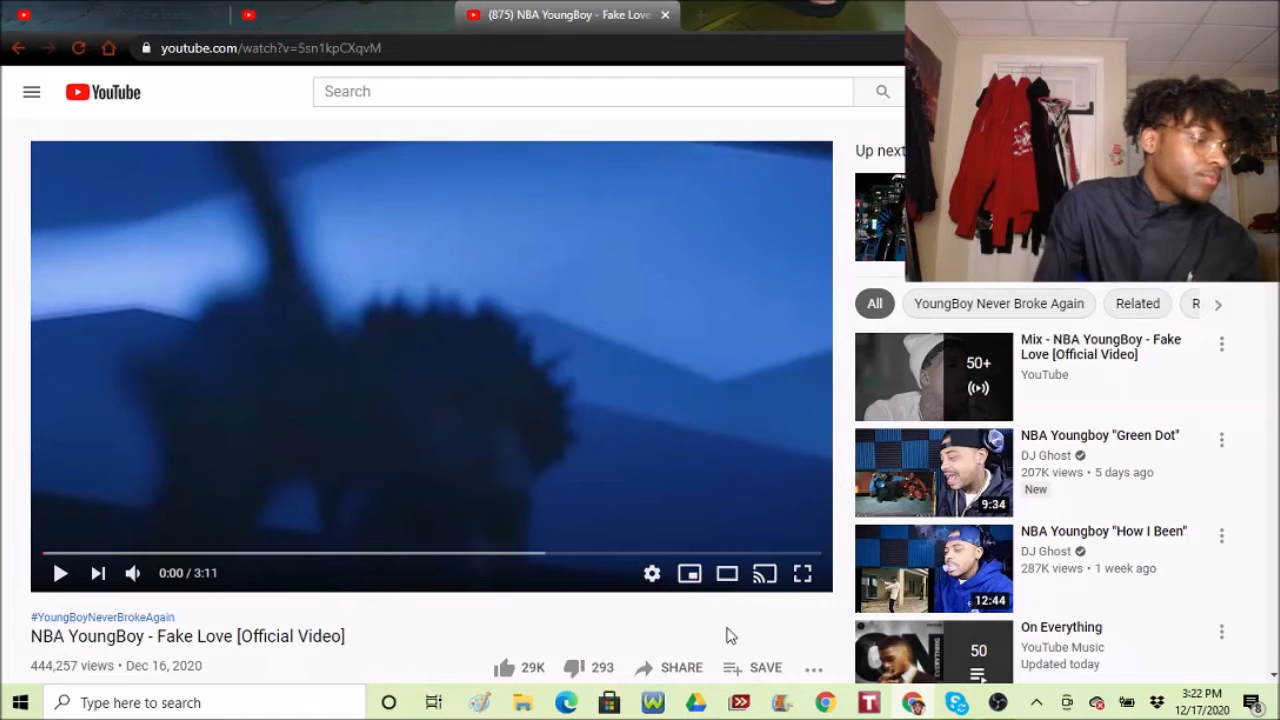 (875) NBA YoungBoy - Fake Love
youtube.com/watch?v=5sn1kpCXqvM
YouTube
Search
Up next
All
YoungBoy Never Broke Again
Related
R
Mix - NBA YoungBoy - Fake
Love [Official Video]
YouTube
50+
NBA Youngboy "Green Dot"
DJ Ghost
207K views • 5 days ago
New
9:34
NBA Youngboy "How I Been"
DJ Ghost
287K views • 1 week ago
12:44
On Everything
YouTube Music
Updated today
50
0:00 / 3:11
#YoungBoyNeverBrokeAgain
NBA YoungBoy - Fake Love [Official Video]
444,257 views • Dec 16, 2020
29K
293
SHARE
SAVE
Type here to search
3:22 PM
12/17/2020
8